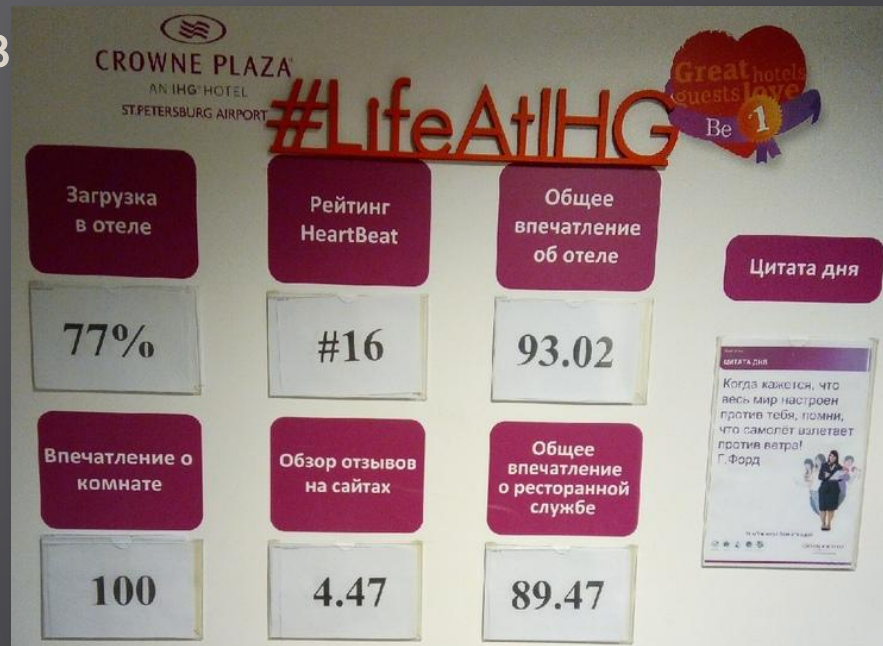 В
CROWNE PLAZA
AN IHG® HOTEL
ST.PETERSBURG AIRPORT
#LifeAtIHG
Great hotels
guests love
Be 1
Загрузка
в отеле
77%
Рейтинг
HeartBeat
#16
Общее
впечатление
об отеле
93.02
Цитата дня
ЦИТАТА ДНЯ
Когда кажется, что
весь мир настроен
против тебя, помни,
что самолёт взлетает
против ветра!
Г.Форд
Впечатление о
комнате
100
Обзор отзывов
на сайтах
4.47
Общее
впечатление
о ресторанной
службе
89.47